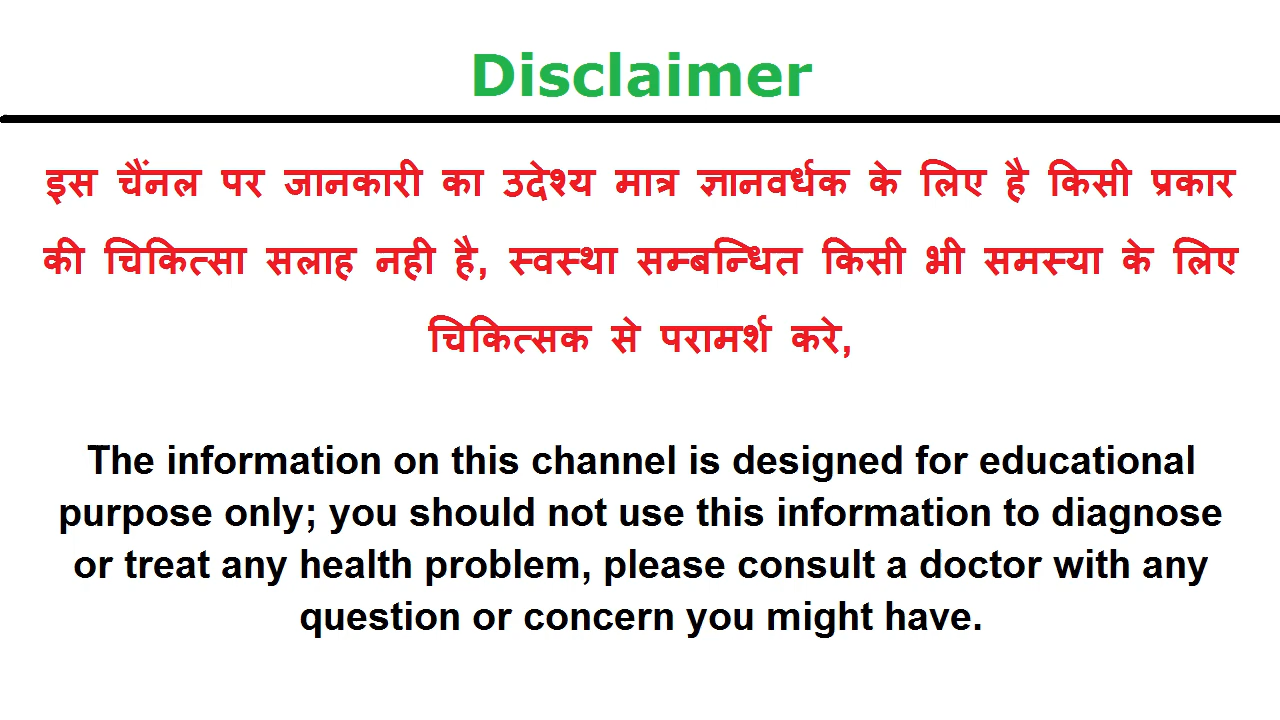 Disclaimer
इस चैंनल पर जानकारी का उदेश्य मात्र ज्ञानवर्धक के लिए है किसी प्रकार
की चिकित्सा सलाह नही है, स्वस्था सम्बन्धित किसी भी समस्या के लिए
चिकित्सक से परामर्श करे,
The information on this channel is designed for educational
purpose only; you should not use this information to diagnose
or treat any health problem, please consult a doctor with any
question or concern you might have.